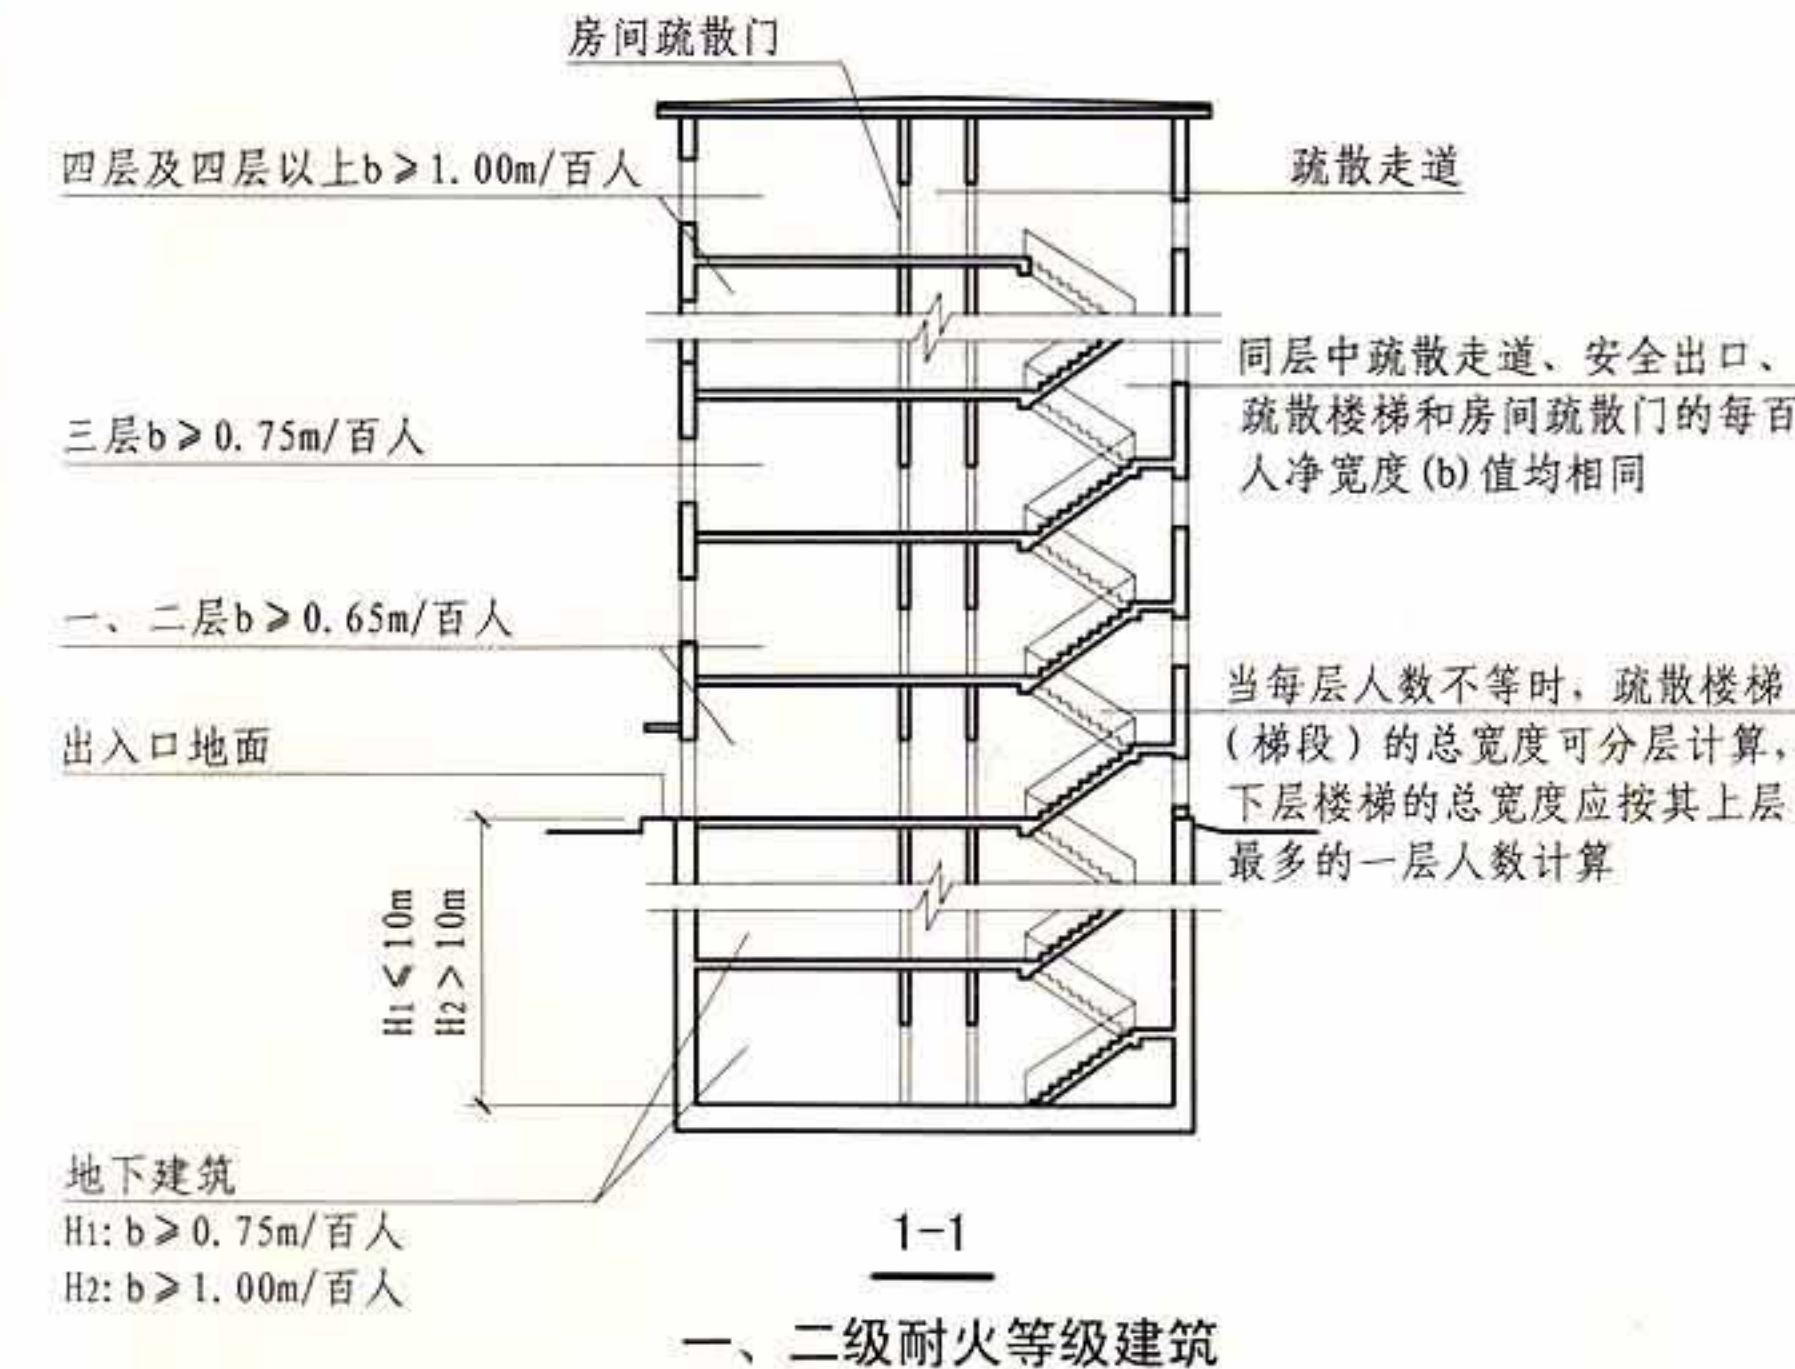 房间疏散门
四层及四层以上b≥1.00m/百人
疏散走道
同层中疏散走道、安全出口、
疏散楼梯和房间疏散门的每百
人净宽度(b)值均相同
三层b≥0.75m/百人
一、二层b≥0.65m/百人
当每层人数不等时，疏散楼梯
(梯段)的总宽度可分层计算，
下层楼梯的总宽度应按其上层
最多的一层人数计算
出入口地面
H1≤10m
H2>10m
地下建筑
H1: b≥0.75m/百人
H2: b≥1.00m/百人
1-1
一、二级耐火等级建筑